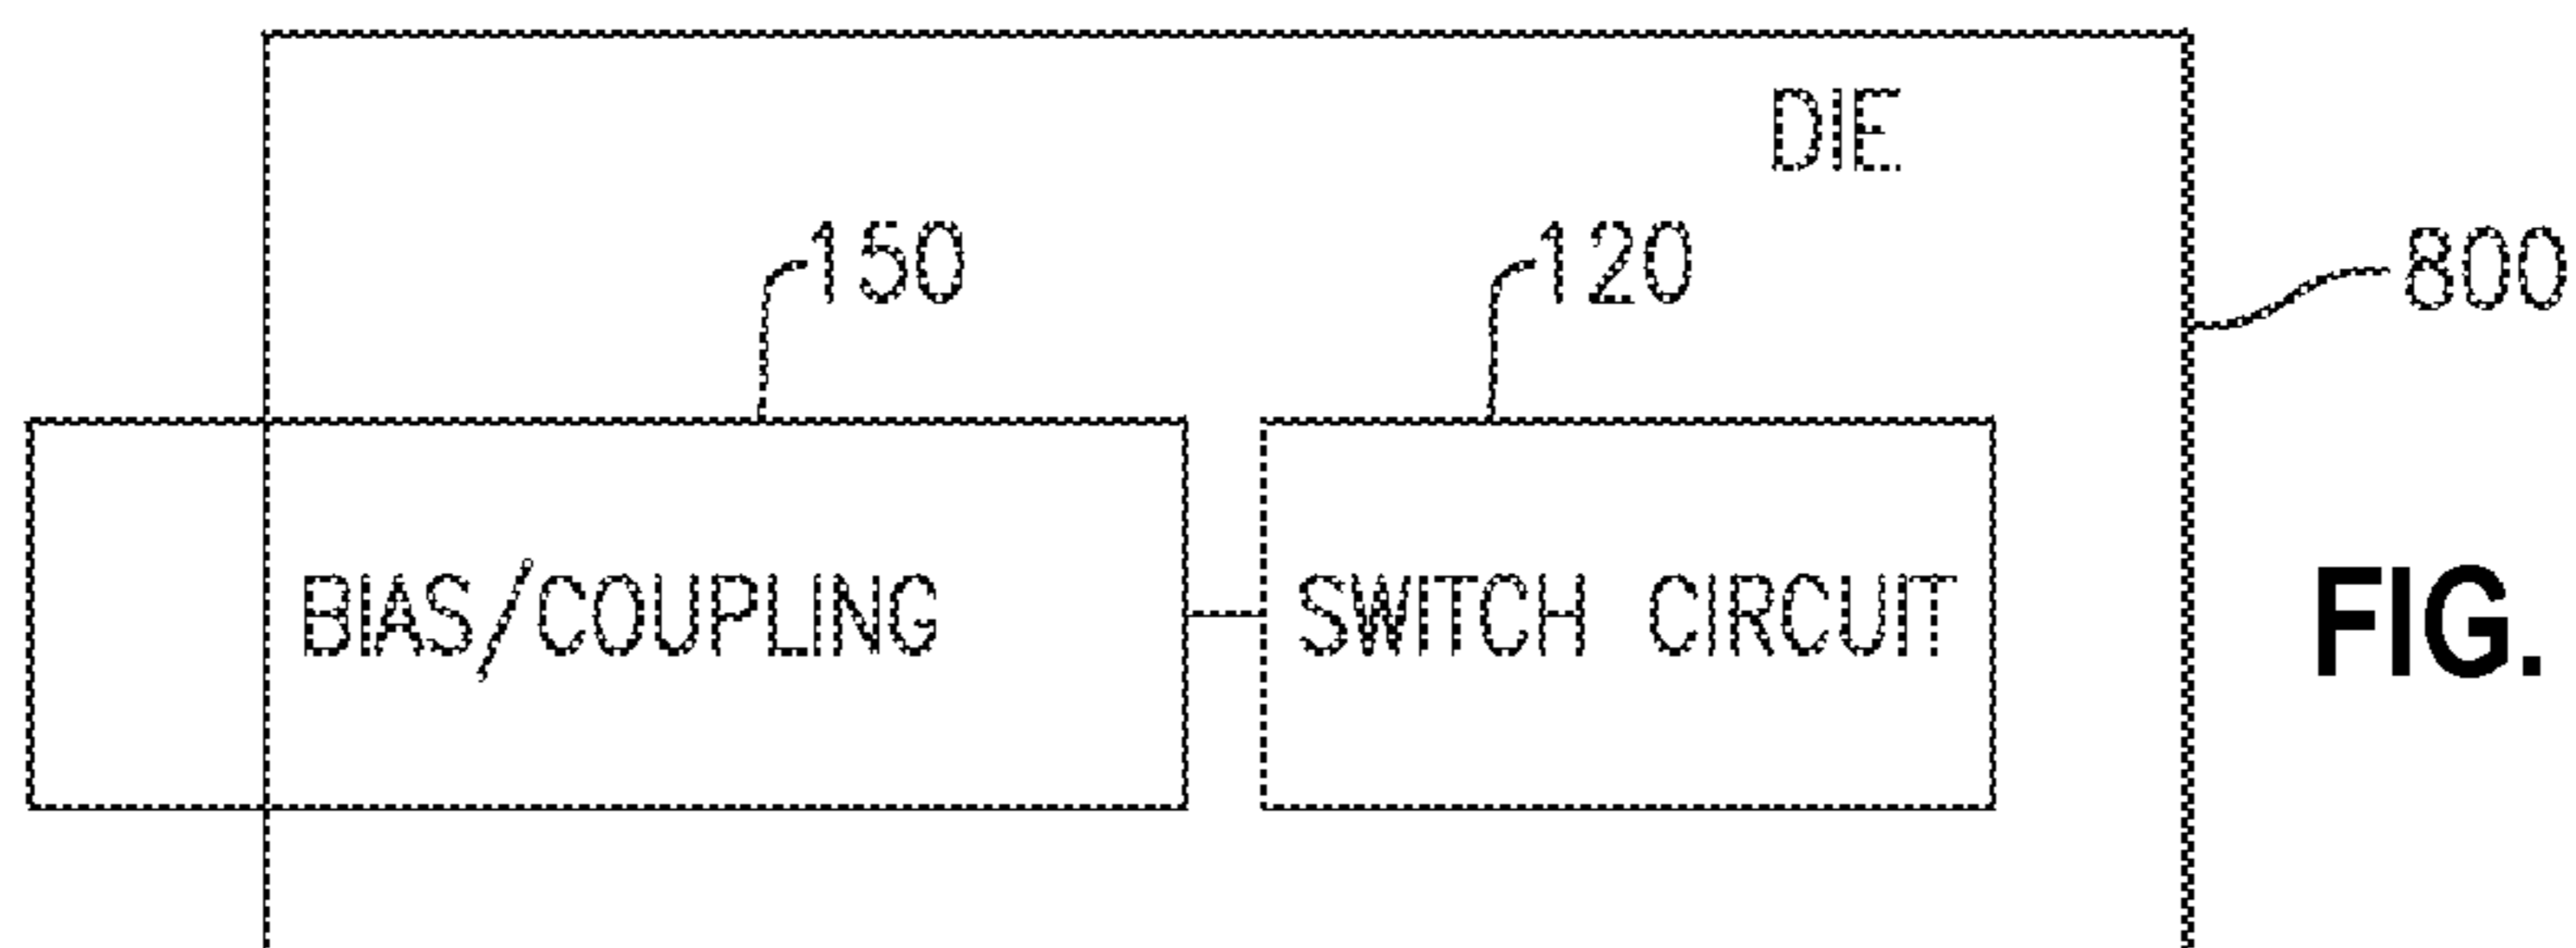 DIE
150
120
800
BIAS/COUPLING
SWITCH CIRCUIT
FIG.